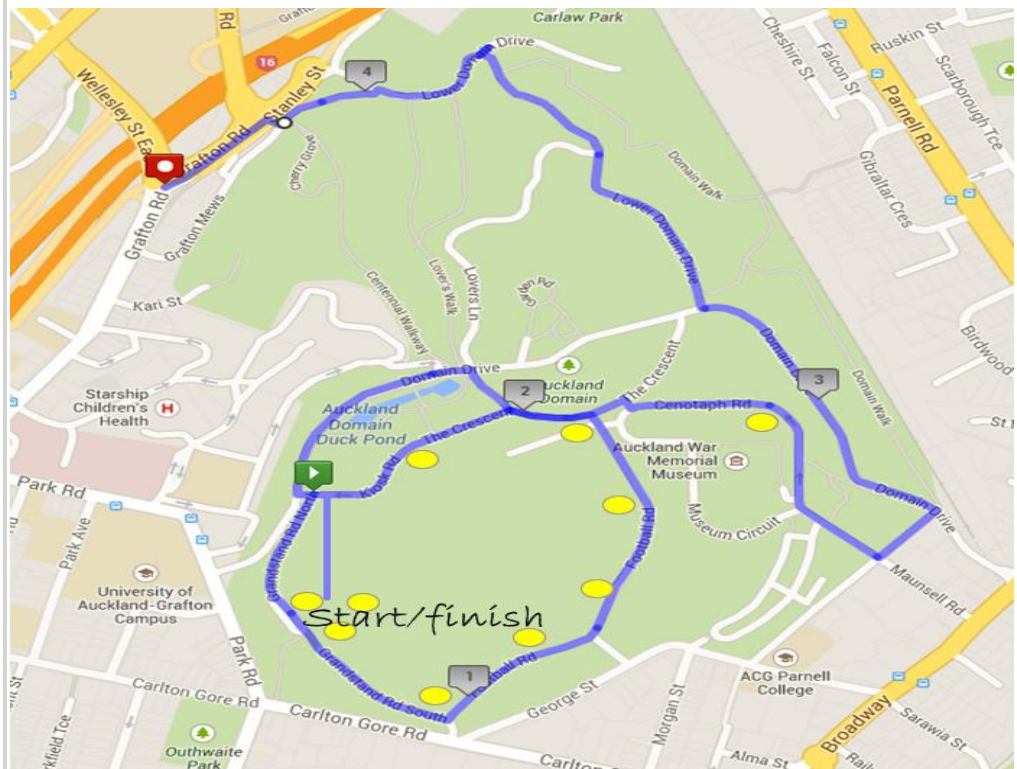 Carlaw Park
Rd
16
Wellesley St Ea
Stanley St
4
Lower Domain Drive
Ruskin St
Cheshire St
Falcon St
Scarborough Tce
Parnell Rd
Grafton Rd
Cherry Grove
Grafton Rd
Grafton Mews
Gibraltar Cres
Domain Walk
Lower Domain Drive
Kari St
Centennial Walkway
Lover's Walk
Lovers Ln
Birdwood
Starship
Children's
Health
H
Domain Drive
The Crescent
2
Auckland
Domain
3
Domain Walk
Cenotaph Rd
Auckland
Domain
Duck Pond
The Crescent
Kiosk Rd
Auckland War
Memorial
Museum
Museum Circuit
Park Rd
Park Ave
Grandstand Rd North
Football Rd
Domain Drive
Maunsell Rd
University of
Auckland-Grafton
Campus
Start/finish
Park Rd
Grandstand Rd South
1
Football Rd
George St
ACG Parnell
College
Carlton Gore Rd
Carlton Gore Rd
Morgan St
Broadway
Sarawia St
Alma St
Outhwaite
Park